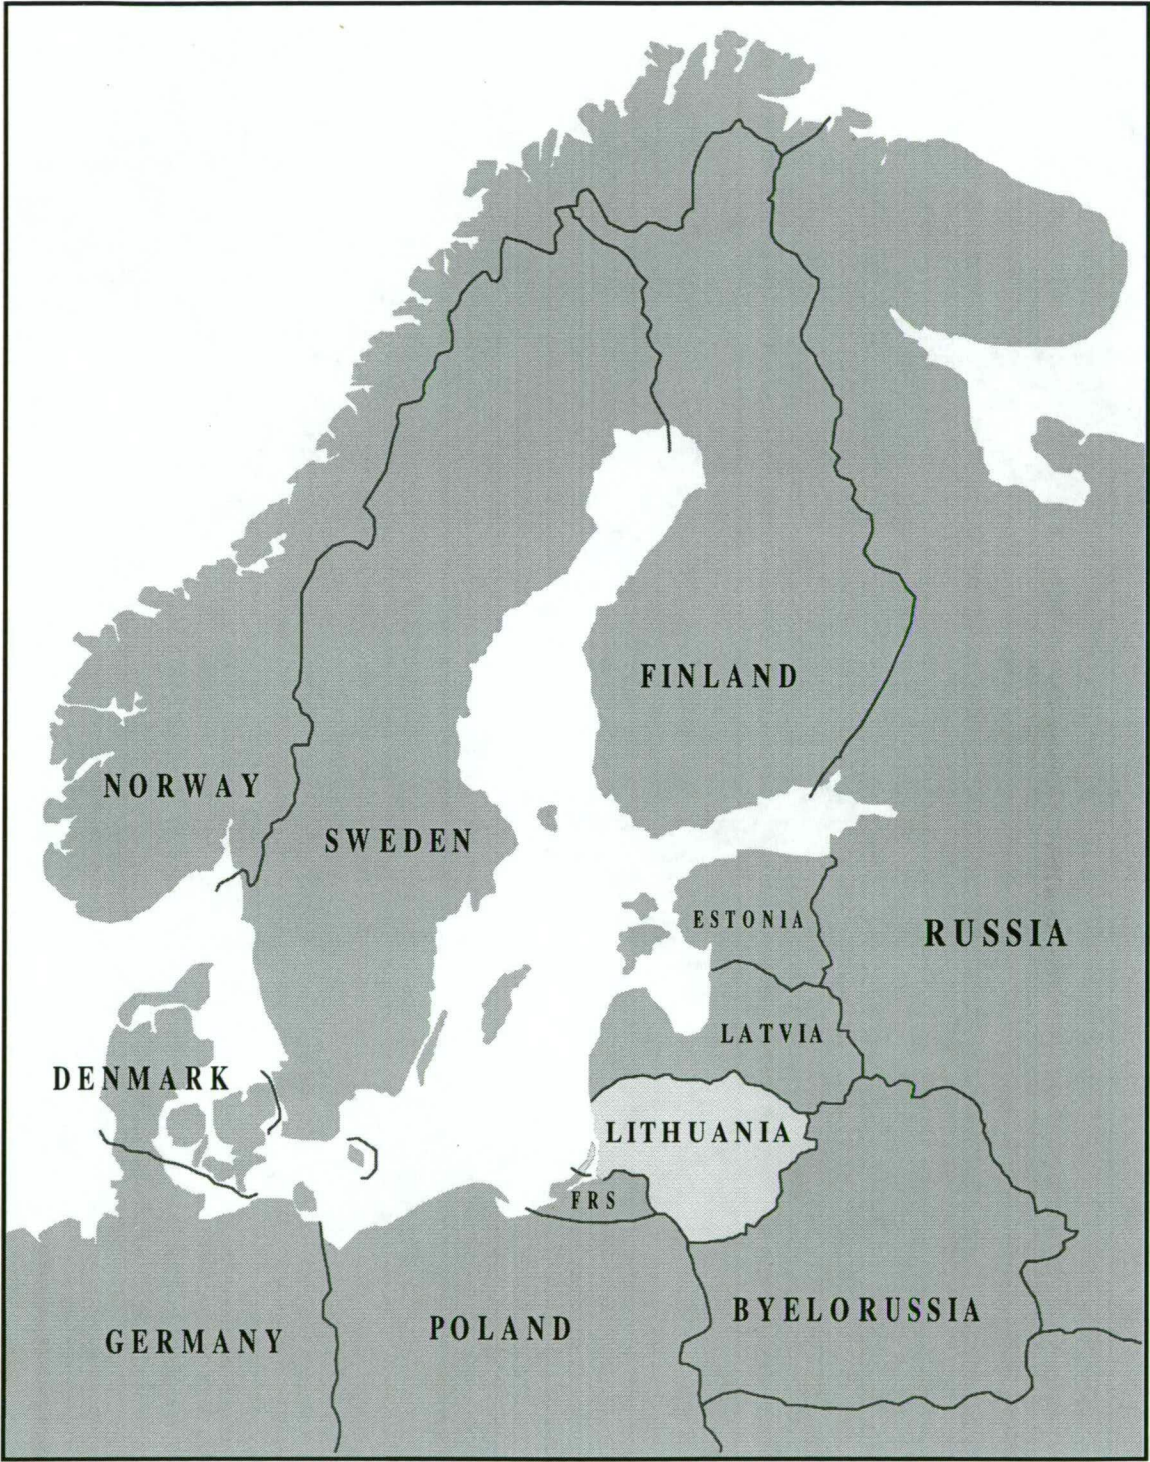 FINLAND
NORWAY
SWEDEN
ESTONIA
RUSSIA
LATVIA
DENMARK
LITHUANIA
FRS
BYELORUSSIA
POLAND
GERMANY